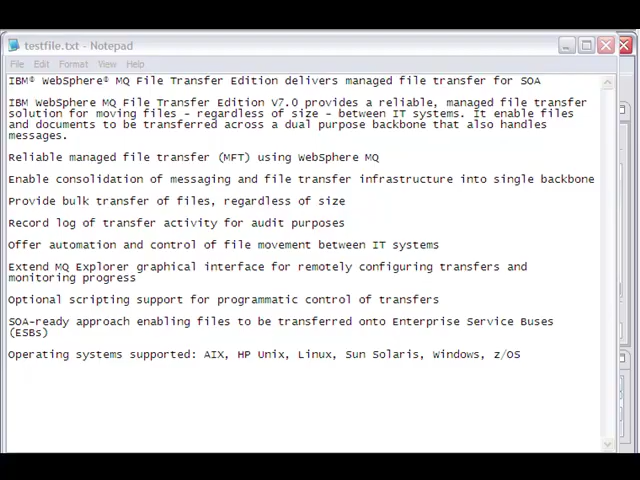 testfile.txt - Notepad
File Edit Format View Help
IBM® WebSphere® MQ File Transfer Edition delivers managed file transfer for SOA
IBM WebSphere MQ File Transfer Edition V7.0 provides a reliable, managed file transfer
solution for moving files - regardless of size - between IT systems. It enable files
and documents to be transferred across a dual purpose backbone that also handles
messages.
Reliable managed file transfer (MFT) using WebSphere MQ
Enable consolidation of messaging and file transfer infrastructure into single backbone
Provide bulk transfer of files, regardless of size
Record log of transfer activity for audit purposes
Offer automation and control of file movement between IT systems
Extend MQ Explorer graphical interface for remotely configuring transfers and
monitoring progress
Optional scripting support for programmatic control of transfers
SOA-ready approach enabling files to be transferred onto Enterprise Service Buses
(ESBs)
Operating systems supported: AIX, HP Unix, Linux, Sun Solaris, Windows, z/OS